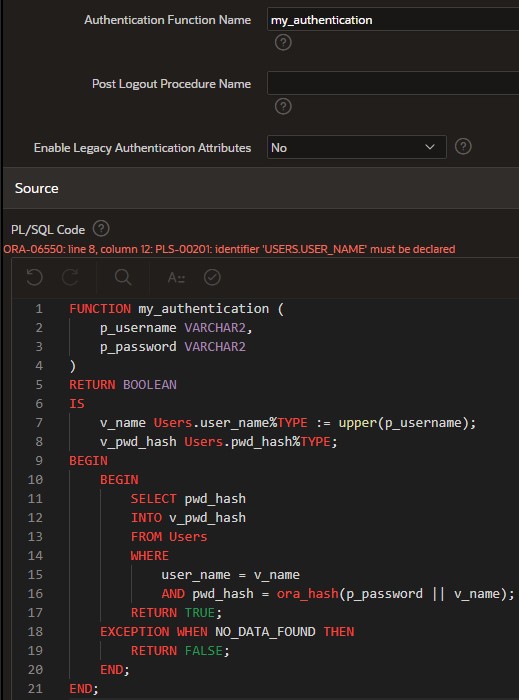 Authentication Function Name my_authentication
Post Logout Procedure Name
Enable Legacy Authentication Attributes No
Source
PL/SQL Code
ORA-06550: line 8, column 12: PLS-00201: identifier 'USERS.USER_NAME' must be declared
1 FUNCTION my_authentication (
2 p_username VARCHAR2,
3 p_password VARCHAR2
4 )
5 RETURN BOOLEAN
6 IS
7 v_name Users.user_name%TYPE := upper(p_username);
8 v_pwd_hash Users.pwd_hash%TYPE;
9 BEGIN
10 BEGIN
11 SELECT pwd_hash
12 INTO v_pwd_hash
13 FROM Users
14 WHERE
15 user_name = v_name
16 AND pwd_hash = ora_hash(p_password || v_name);
17 RETURN TRUE;
18 EXCEPTION WHEN NO_DATA_FOUND THEN
19 RETURN FALSE;
20 END;
21 END;